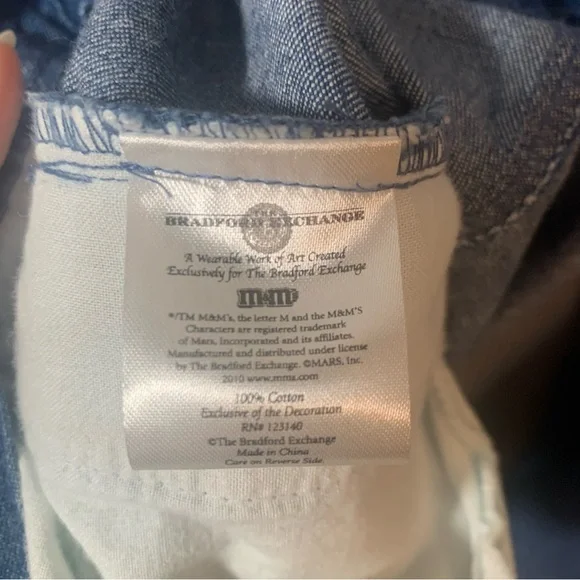 THE
BRADFORD EXCHANGE
A Wearable Work of Art Created
Exclusively for The Bradford Exchange
m&m's
®/TM M&M's, the letter M and the M&M'S
Characters are registered trademark
of Mars, Incorporated and its affiliates.
Manufactured and distributed under license
by The Bradford Exchange. ©MARS, Inc.
2010 www.mms.com
100% Cotton
Exclusive of the Decoration
RN# 123140
©The Bradford Exchange
Made in China
Care on Reverse Side